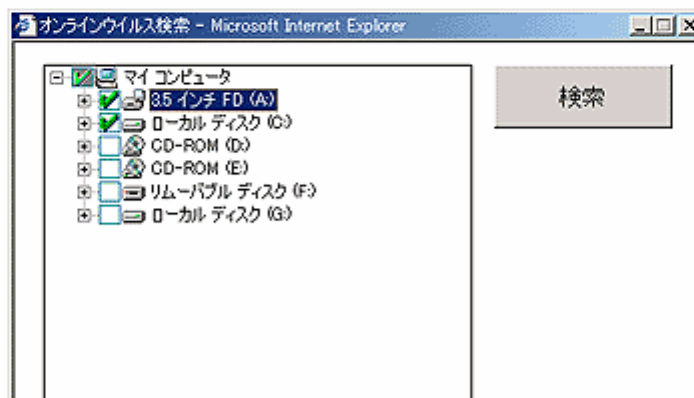 オンラインウイルス検索 - Microsoft Internet Explorer
マイ コンピュータ
3.5 インチ FD (A:)
ローカル ディスク (C:)
CD-ROM (D:)
CD-ROM (E:)
リムーバブル ディスク (F:)
ローカル ディスク (G:)
検索